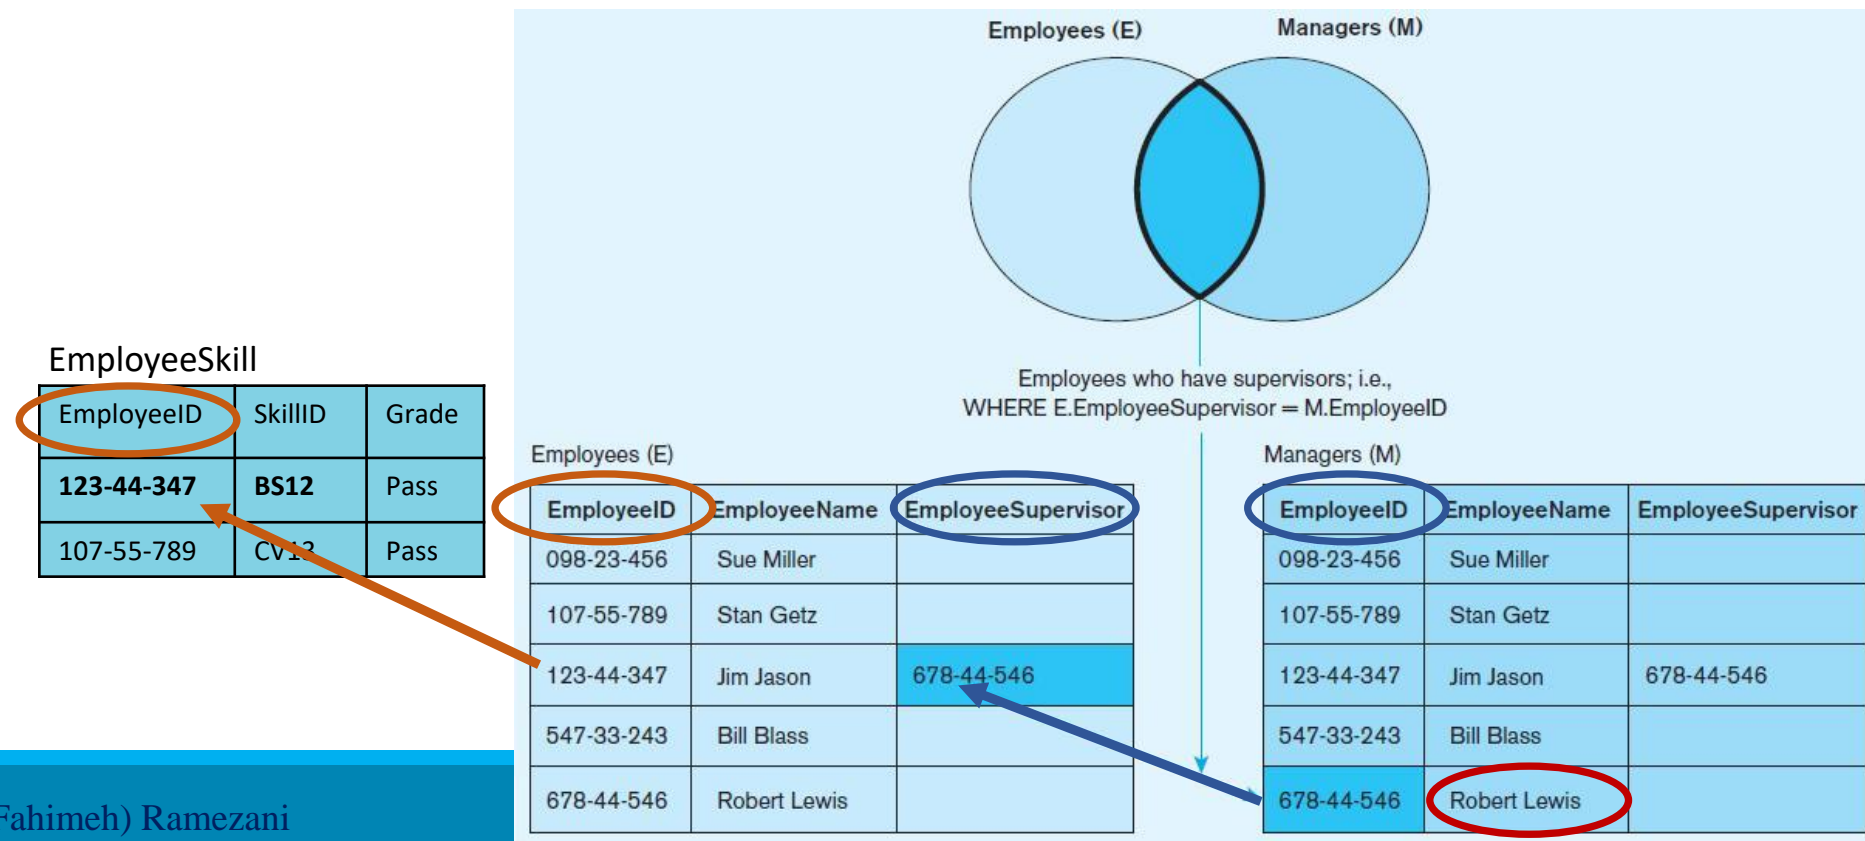 Employees (E) Managers (M)
Employees who have supervisors; i.e.,
WHERE E.EmployeeSupervisor = M.EmployeeID
EmployeeSkill
EmployeeID SkillID Grade
123-44-347 BS12 Pass
107-55-789 CV13 Pass
Employees (E)
EmployeeID EmployeeName EmployeeSupervisor
098-23-456 Sue Miller
107-55-789 Stan Getz
123-44-347 Jim Jason 678-44-546
547-33-243 Bill Blass
678-44-546 Robert Lewis
Managers (M)
EmployeeID EmployeeName EmployeeSupervisor
098-23-456 Sue Miller
107-55-789 Stan Getz
123-44-347 Jim Jason 678-44-546
547-33-243 Bill Blass
678-44-546 Robert Lewis
Fahimeh) Ramezani